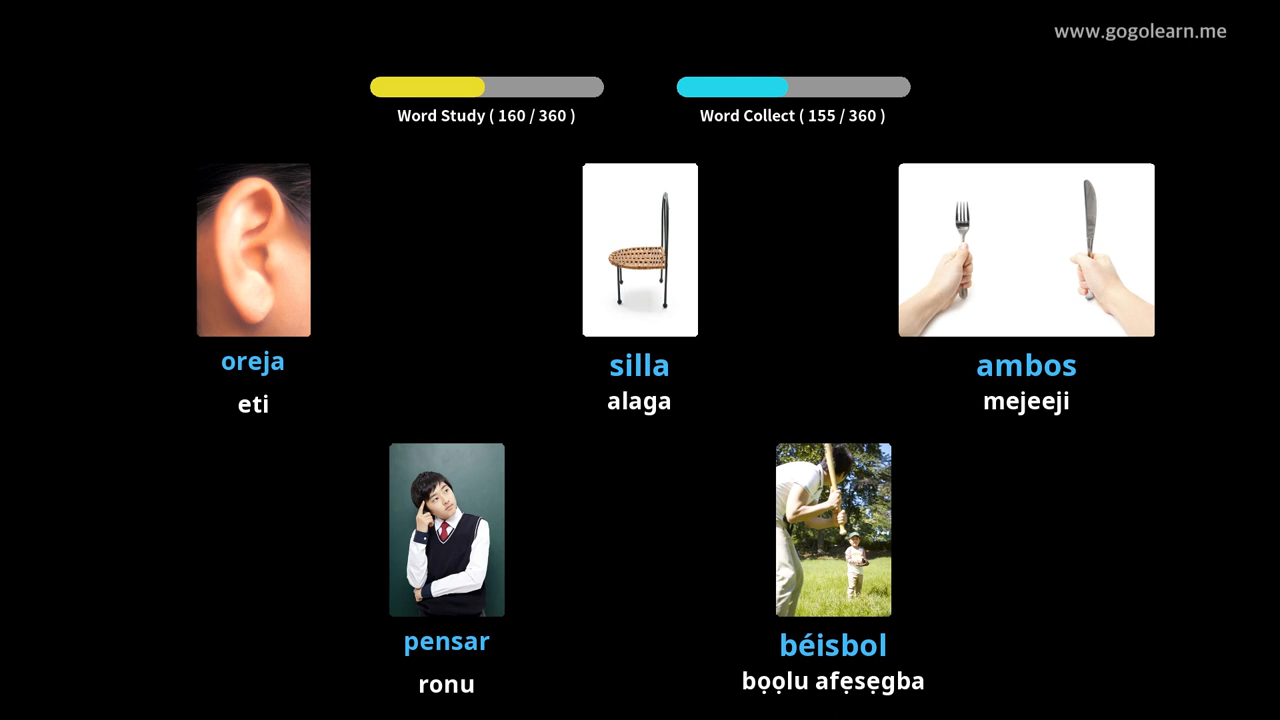 www.gogolearn.me
Word Study ( 160 / 360 )
Word Collect ( 155 / 360 )
oreja
eti
silla
alaga
ambos
mejeeji
pensar
ronu
béisbol
bọọlu afẹsẹgba